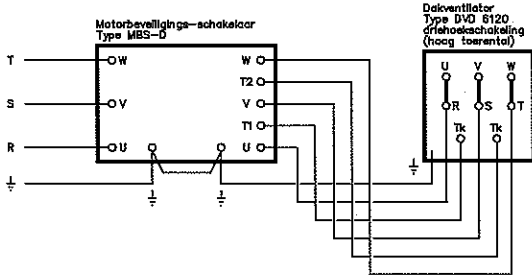 Motorbeveiligings-schakelaar
Type MBS-D
Dakventilator
Type DVD 6120
driehoekschakeling
(hoog toerental)
T
W
W
T2
S
V
V
T1
R
U
U
U V W
R S T
Tk Tk